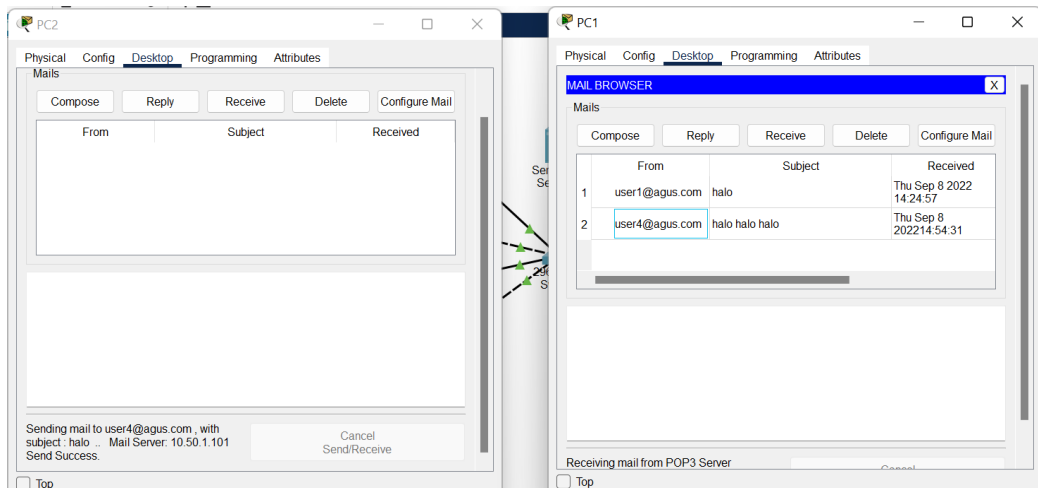 PC2
Physical Config Desktop Programming Attributes
Mails
Compose Reply Receive Delete Configure Mail
From Subject Received
Sending mail to user4@agus.com , with
subject : halo .. Mail Server: 10.50.1.101
Send Success.
Cancel
Send/Receive
Top
Ser
Se
29
S
PC1
Physical Config Desktop Programming Attributes
MAIL BROWSER X
Mails
Compose Reply Receive Delete Configure Mail
From Subject Received
1 user1@agus.com halo Thu Sep 8 2022
14:24:57
2 user4@agus.com halo halo halo Thu Sep 8
202214:54:31
Receiving mail from POP3 Server
Cancel
Top